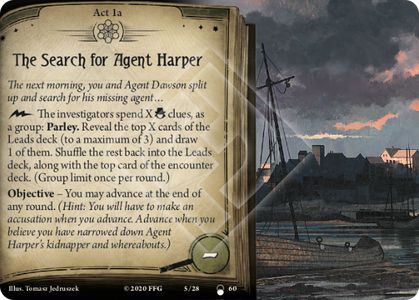 Act 1a
The Search for Agent Harper
The next morning, you and Agent Dawson split
up and search for his missing agent…
The investigators spend X clues, as
a group: Parley. Reveal the top X cards of the
Leads deck (to a maximum of 3) and draw
1 of them. Shuffle the rest back into the Leads
deck, along with the top card of the encounter
deck. (Group limit once per round.)
Objective – You may advance at the end of
any round. (Hint: You will have to make an
accusation when you advance. Advance when you
believe you have narrowed down Agent
Harper's kidnapper and whereabouts.)
–
Illus. Tomasz Jedruszek
© 2020 FFG
5/28
60